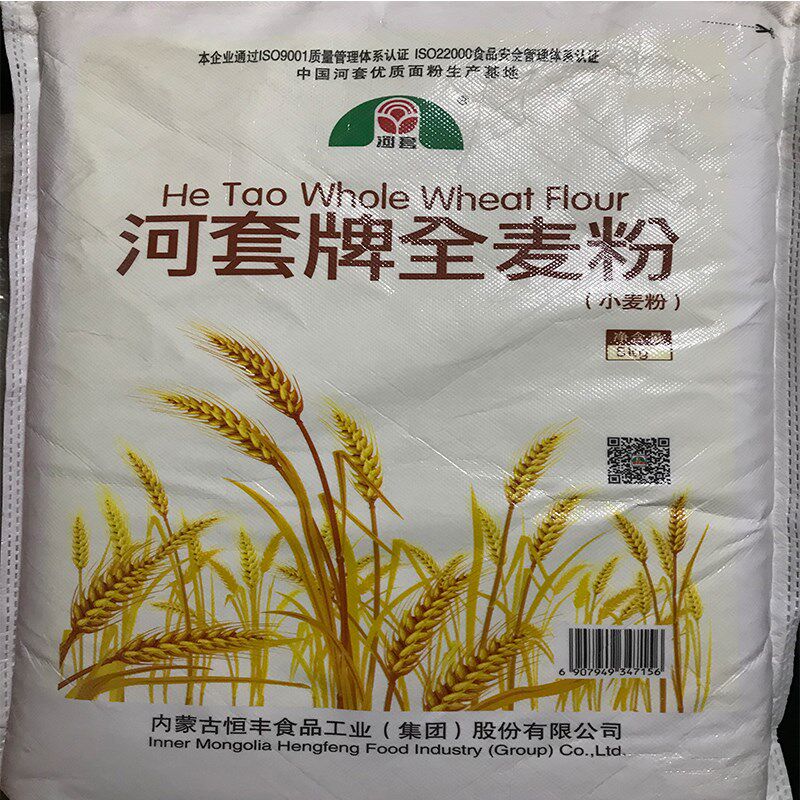 本企业通过ISO9001质量管理体系认证 ISO22000食品安全管理体系认证
中国河套优质面粉生产基地
®
河套
He Tao Whole Wheat Flour
河套牌全麦粉
(小麦粉)
净含量
5kg
6 907949 347156
内蒙古恒丰食品工业(集团)股份有限公司
Inner Mongolia Hengfeng Food Industry (Group) Co.,Ltd.